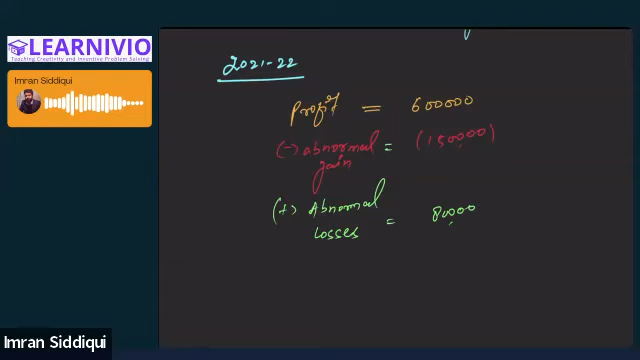 LEARNIVIO
Teaching Creativity and Inventive Problem Solving
Imran Siddiqui
2021-22
Profit = 600000
(-) Abnormal gain = (150000)
(+) Abnormal losses = 80000
Imran Siddiqui